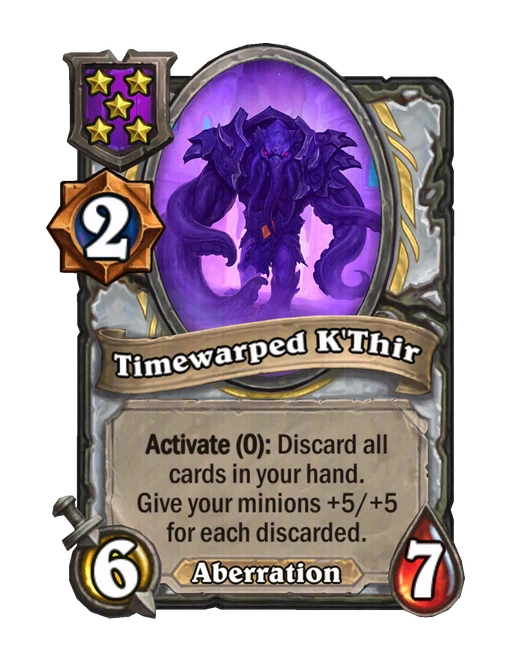 2
Timewarped K'Thir
Activate (0): Discard all
cards in your hand.
Give your minions +5/+5
for each discarded.
6
Aberration
7